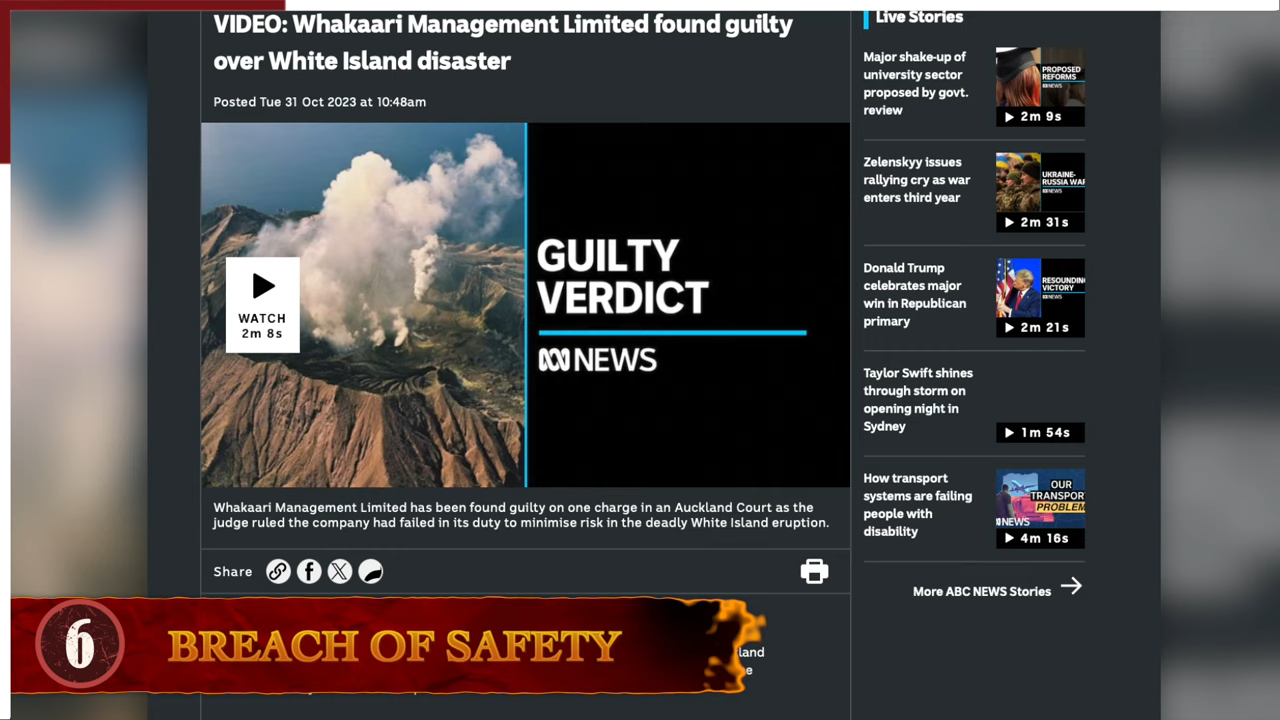 VIDEO: Whakaari Management Limited found guilty
over White Island disaster
Posted Tue 31 Oct 2023 at 10:48am
WATCH
2m 8s
GUILTY
VERDICT
NEWS
Whakaari Management Limited has been found guilty on one charge in an Auckland Court as the
judge ruled the company had failed in its duty to minimise risk in the deadly White Island eruption.
Share
6
BREACH OF SAFETY
land
Live Stories
Major shake-up of
university sector
proposed by govt.
review
PROPOSED
REFORMS
NEWS
2m 9s
Zelenskyy issues
rallying cry as war
enters third year
UKRAINE-
RUSSIA WAR
NEWS
2m 31s
Donald Trump
celebrates major
win in Republican
primary
RESOUNDING
VICTORY
NEWS
2m 21s
Taylor Swift shines
through storm on
opening night in
Sydney
1m 54s
How transport
systems are failing
people with
disability
OUR
TRANSPORT
PROBLEM
NEWS
4m 16s
More ABC NEWS Stories